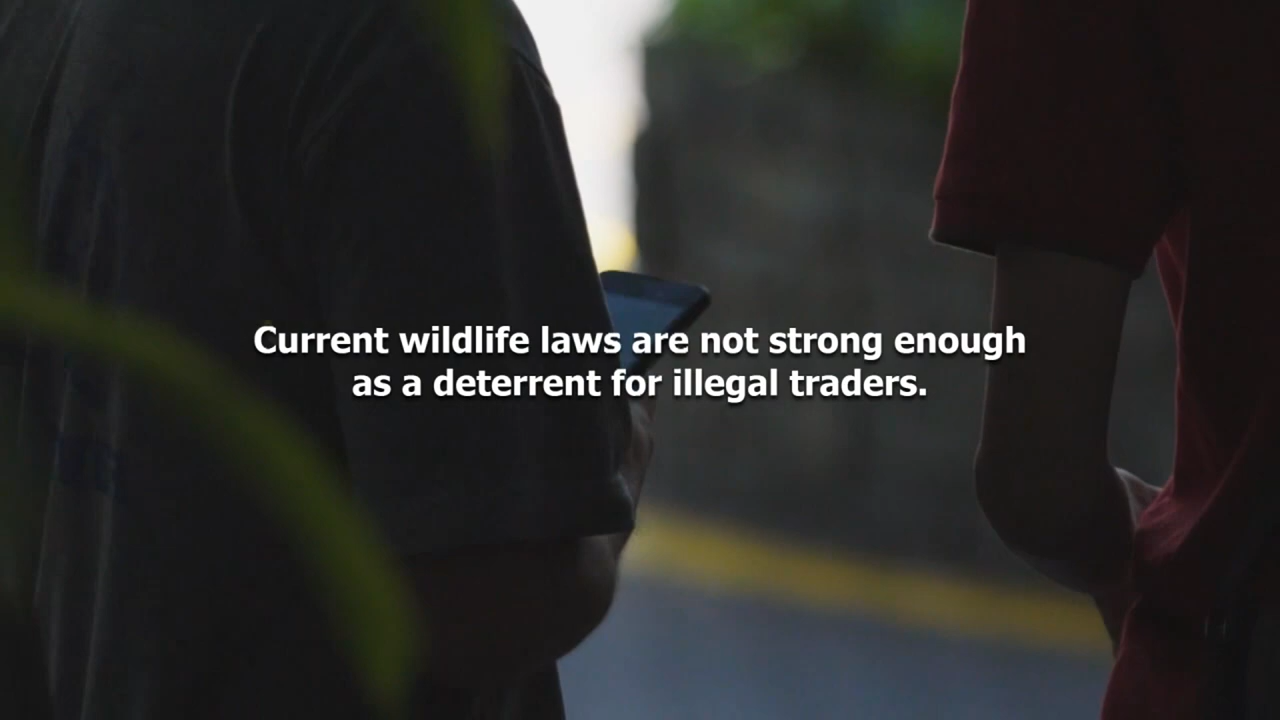 Current wildlife laws are not strong enough
as a deterrent for illegal traders.